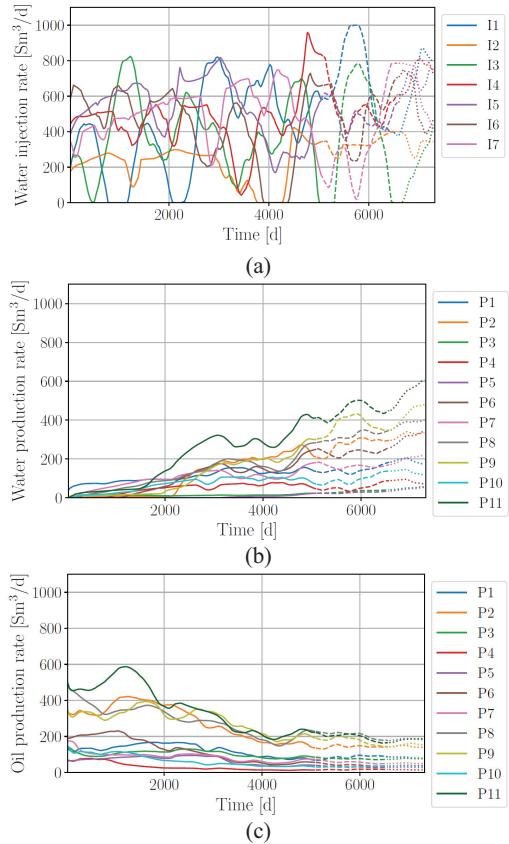 1000
800
600
400
200
0
2000
4000
6000
Water injection rate [Sm³/d]
Time [d]
I1
I2
I3
I4
I5
I6
I7
(a)
1000
800
600
400
200
0
2000
4000
6000
Water production rate [Sm³/d]
Time [d]
P1
P2
P3
P4
P5
P6
P7
P8
P9
P10
P11
(b)
1000
800
600
400
200
0
2000
4000
6000
Oil production rate [Sm³/d]
Time [d]
P1
P2
P3
P4
P5
P6
P7
P8
P9
P10
P11
(c)